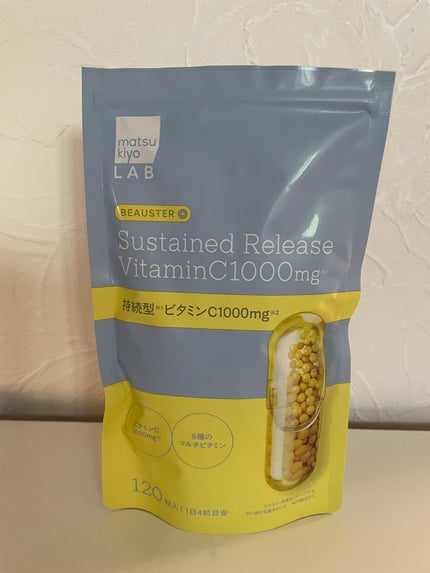 matsu
kiyo
LAB
BEAUSTER
Sustained Release
VitaminC1000mg※2
持続型※1ビタミンC1000mg※2
ビタミンC
1000mg※2
6種の
マルチビタミン
120粒入 | 1日4粒目安